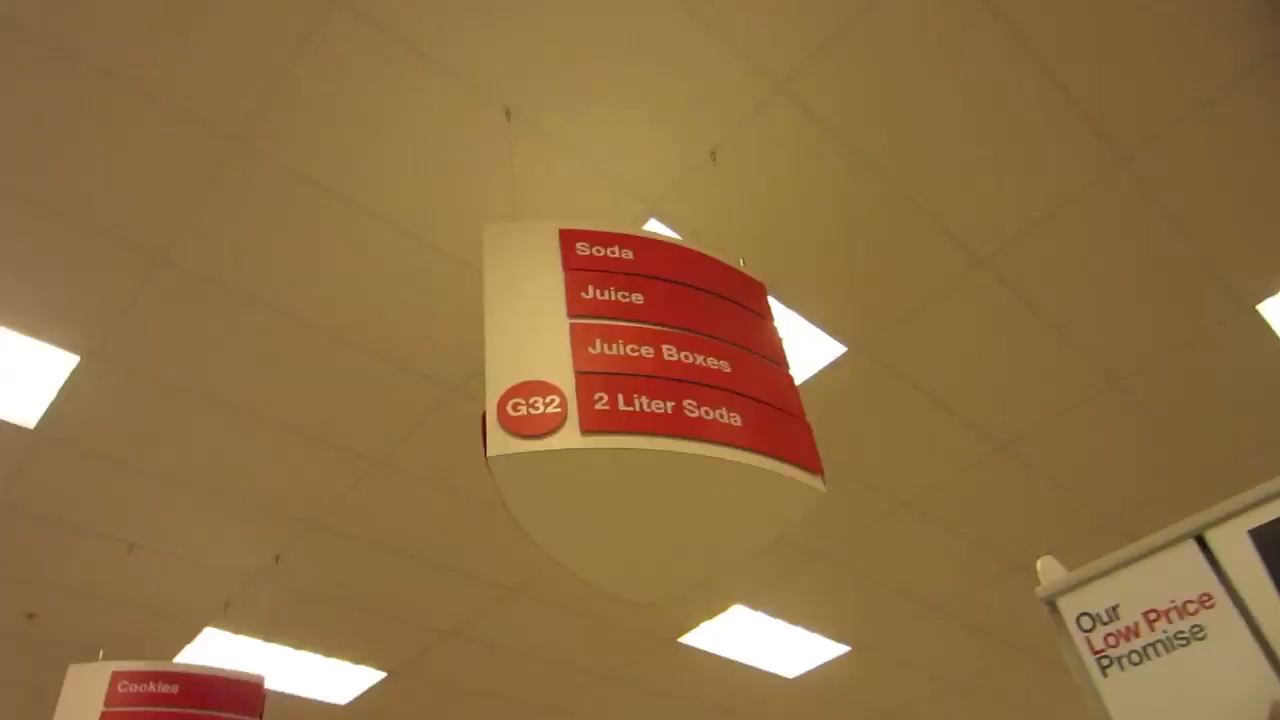 Soda
Juice
Juice Boxes
2 Liter Soda
G32
Cookies
Our
Low Price
Promise